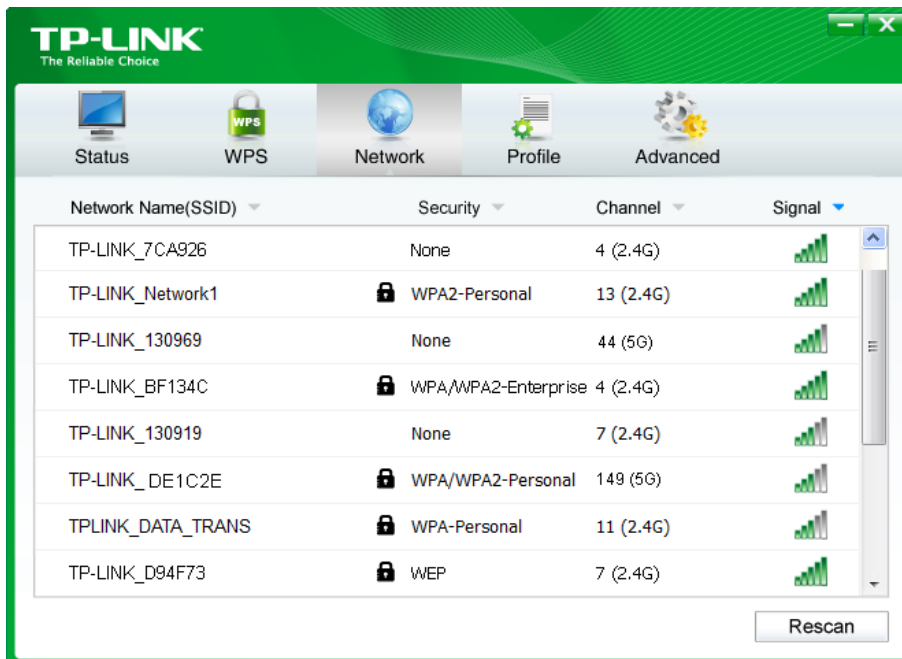 TP-LINK
The Reliable Choice
WPS
Status WPS Network Profile Advanced
Network Name(SSID) Security Channel Signal
TP-LINK_7CA926 None 4 (2.4G)
TP-LINK_Network1 WPA2-Personal 13 (2.4G)
TP-LINK_130969 None 44 (5G)
TP-LINK_BF134C WPA/WPA2-Enterprise 4 (2.4G)
TP-LINK_130919 None 7 (2.4G)
TP-LINK_ DE1C2E WPA/WPA2-Personal 149 (5G)
TPLINK_DATA_TRANS WPA-Personal 11 (2.4G)
TP-LINK_D94F73 WEP 7 (2.4G)
Rescan